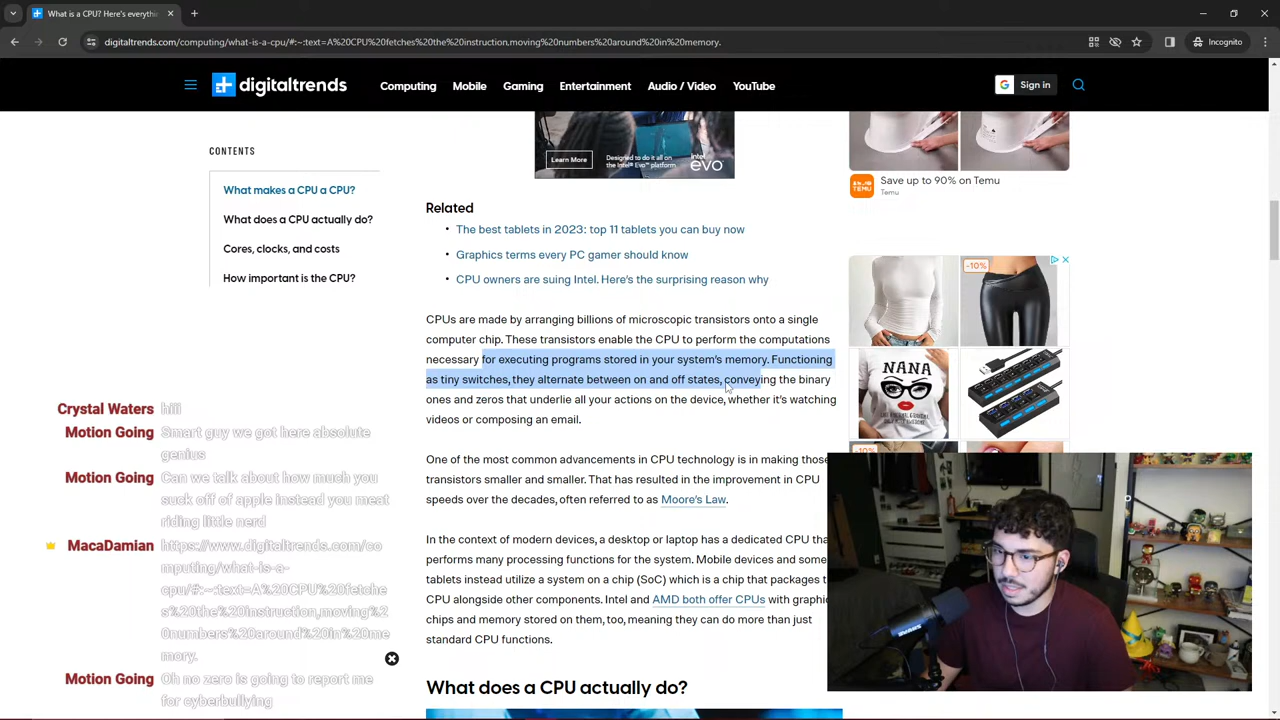 What is a CPU? Here's everythi
digitaltrends.com/computing/what-is-a-cpu/#:~:text=A%20CPU%20fetches%20the%20instruction,moving%20numbers%20around%20in%20memory.
Incognito
digitaltrends
Computing
Mobile
Gaming
Entertainment
Audio / Video
YouTube
Sign in
CONTENTS
What makes a CPU a CPU?
What does a CPU actually do?
Cores, clocks, and costs
How important is the CPU?
Learn More
Designed to do it all on
the Intel® Evo™ platform
intel
evo
Related
• The best tablets in 2023: top 11 tablets you can buy now
• Graphics terms every PC gamer should know
• CPU owners are suing Intel. Here's the surprising reason why
CPUs are made by arranging billions of microscopic transistors onto a single
computer chip. These transistors enable the CPU to perform the computations
necessary for executing programs stored in your system's memory. Functioning
as tiny switches, they alternate between on and off states, conveying the binary
ones and zeros that underlie all your actions on the device, whether it's watching
videos or composing an email.
One of the most common advancements in CPU technology is in making those
transistors smaller and smaller. That has resulted in the improvement in CPU
speeds over the decades, often referred to as Moore's Law.
In the context of modern devices, a desktop or laptop has a dedicated CPU tha
performs many processing functions for the system. Mobile devices and some
tablets instead utilize a system on a chip (SoC) which is a chip that packages t
CPU alongside other components. Intel and AMD both offer CPUs with graphic
chips and memory stored on them, too, meaning they can do more than just
standard CPU functions.
What does a CPU actually do?
TEMU
Save up to 90% on Temu
Temu
-10%
NANA
-10%
Crystal Waters hiii
Motion Going Smart guy we got here absolute
genius
Motion Going Can we talk about how much you
suck off of apple instead you meat
riding little nerd
MacaDamian https://www.digitaltrends.com/co
mputing/what-is-a-
cpu/#:~:text=A%20CPU%20fetche
s%20the%20instruction,moving%2
0numbers%20around%20in%20me
mory.
Motion Going Oh no zero is going to report me
for cyberbullying